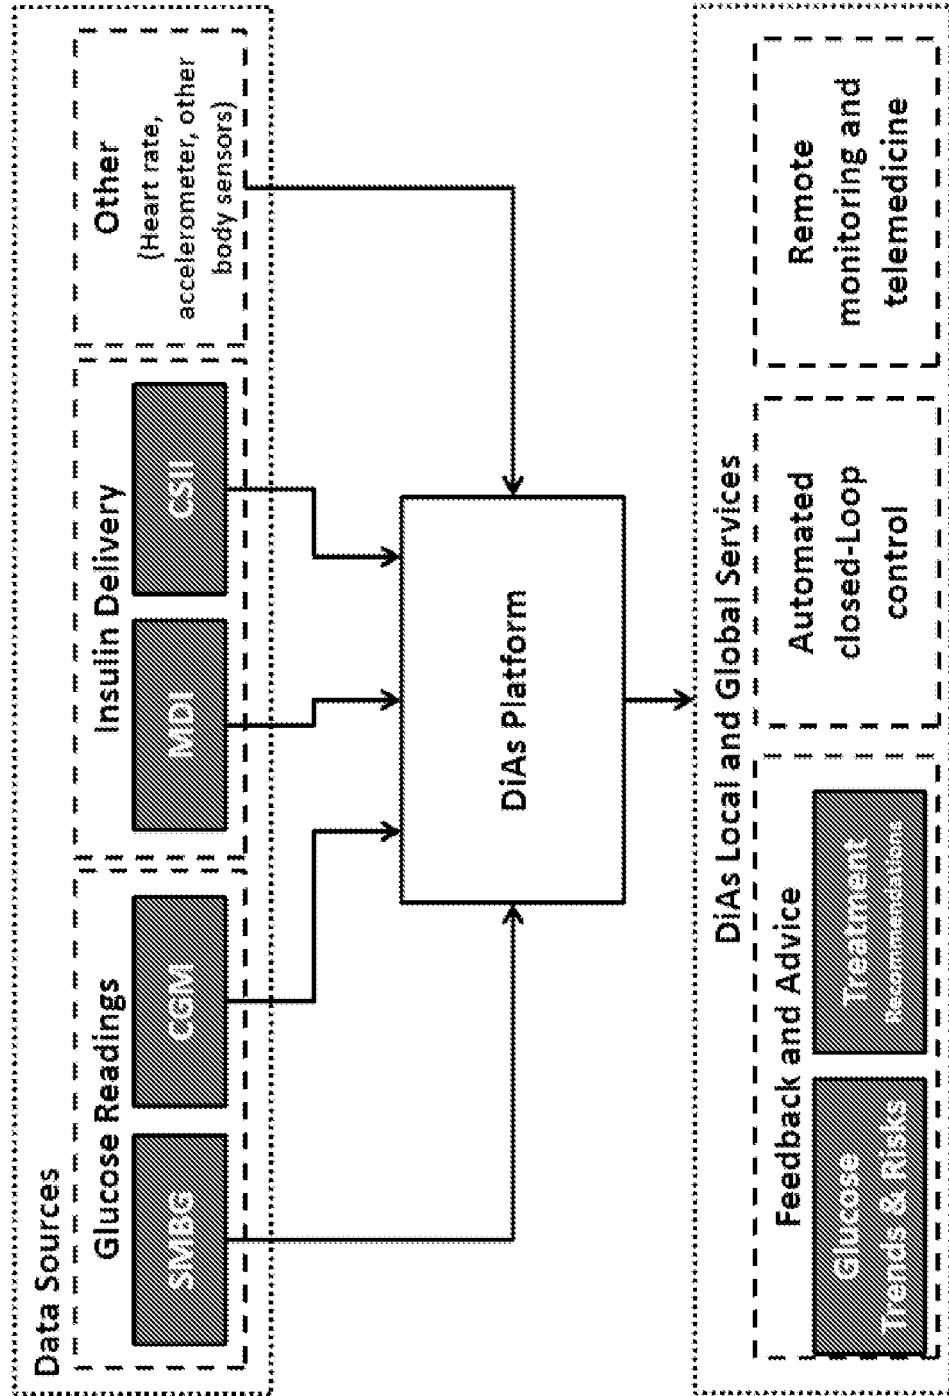 Data Sources
Glucose Readings
SMBG
CGM
Insulin Delivery
MDI
CSII
Other
(Heart rate,
accelerometer, other
body sensors)
DiAs Platform
DiAs Local and Global Services
Feedback and Advice
Glucose
Trends & Risks
Treatment
Recommendations
Automated
closed-Loop
control
Remote
monitoring and
telemedicine